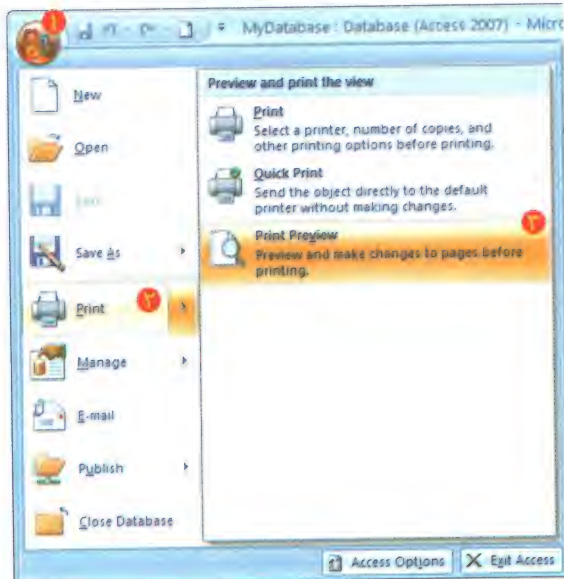 ١
MyDatabase : Database (Access 2007) - Micro
New
Open
Save As
Print ٢
Manage
E-mail
Publish
Close Database
Preview and print the view
Print
Select a printer, number of copies, and
other printing options before printing.
Quick Print
Send the object directly to the default
printer without making changes.
Print Preview ٣
Preview and make changes to pages before
printing.
Access Options
Exit Access